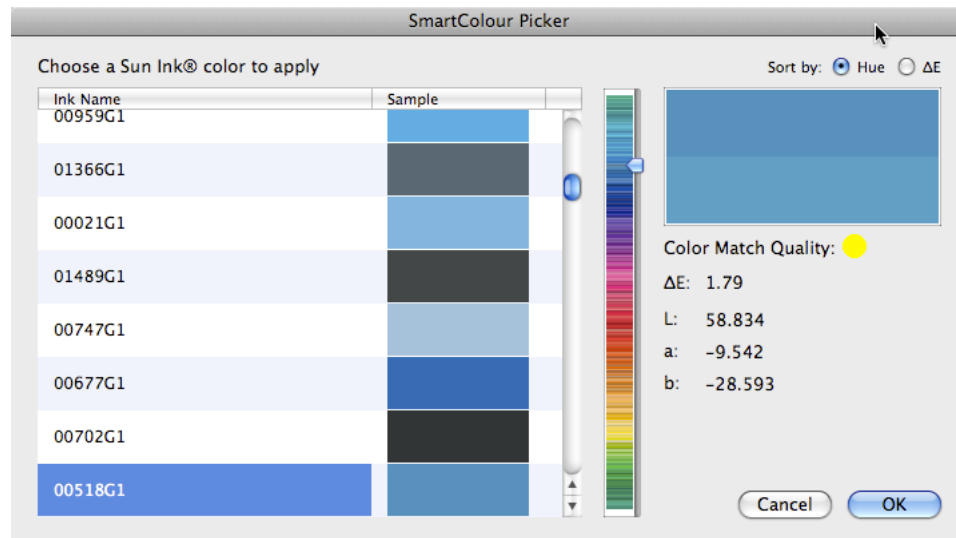 SmartColour Picker
Choose a Sun Ink® color to apply
Sort by: Hue ΔE
Ink Name Sample
00959G1
01366G1
00021G1
01489G1
00747G1
00677G1
00702G1
00518G1
Color Match Quality:
ΔE: 1.79
L: 58.834
a: -9.542
b: -28.593
Cancel OK